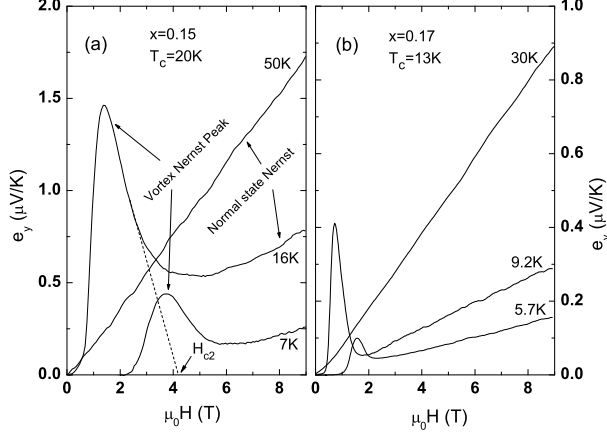 2.0
1.5
1.0
0.5
0.0
e_y (μV/K)
(a)
x=0.15
T_c=20K
50K
Vortex Nernst Peak
Normal state Nernst
16K
7K
H_c2
0 2 4 6 8
μ₀H (T)
(b)
x=0.17
T_c=13K
30K
9.2K
5.7K
0 2 4 6 8
μ₀H (T)
1.0
0.8
0.6
0.4
0.2
0.0
e_y (μV/K)